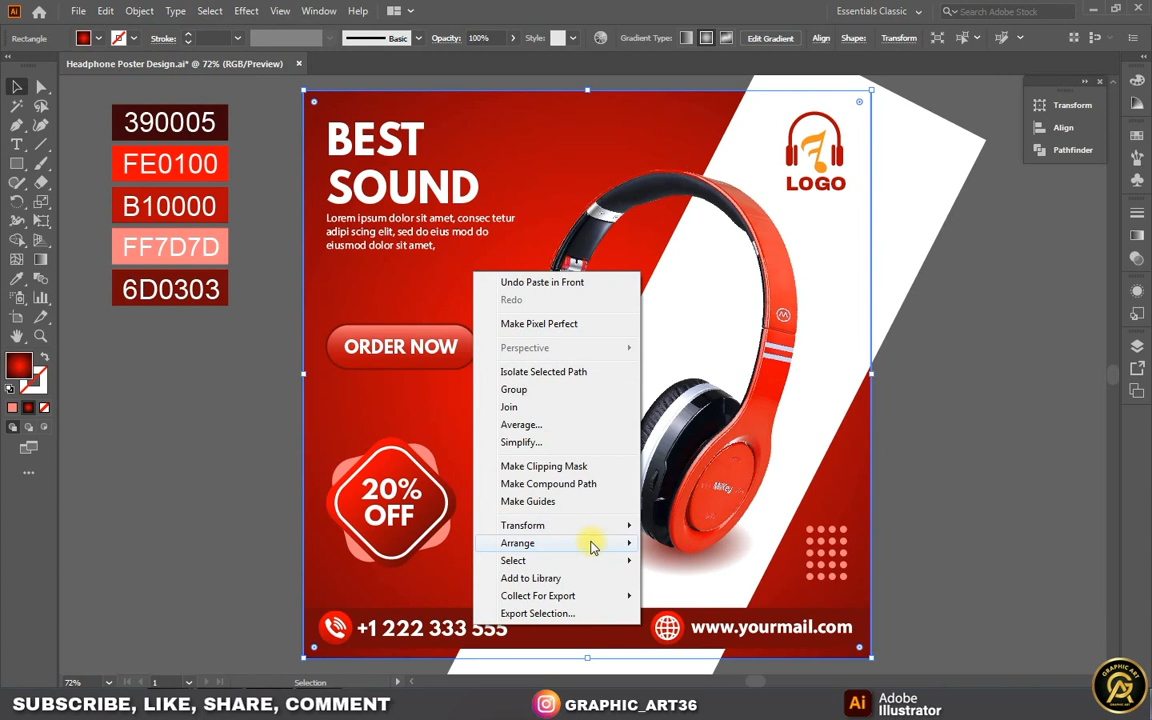 File Edit Object Type Select Effect View Window Help
Essentials Classic
Search Adobe Stock
Rectangle
Stroke:
Basic
Opacity: 100%
Style:
Gradient Type:
Edit Gradient
Align
Shape:
Transform
Headphone Poster Design.ai* @ 72% (RGB/Preview)
390005
FE0100
B10000
FF7D7D
6D0303
BEST
SOUND
Lorem ipsum dolor sit amet, consec tetur
adipi scing elit, sed do eius mod do
eiusmod dolor sit amet,
LOGO
ORDER NOW
20%
OFF
MiKey
+1 222 333 555
www.yourmail.com
Undo Paste in Front
Redo
Make Pixel Perfect
Perspective
Isolate Selected Path
Group
Join
Average...
Simplify...
Make Clipping Mask
Make Compound Path
Make Guides
Transform
Arrange
Select
Add to Library
Collect For Export
Export Selection...
Transform
Align
Pathfinder
72%
1
Selection
SUBSCRIBE, LIKE, SHARE, COMMENT
GRAPHIC_ART36
Ai
Adobe
Illustrator
GRAPHIC ART